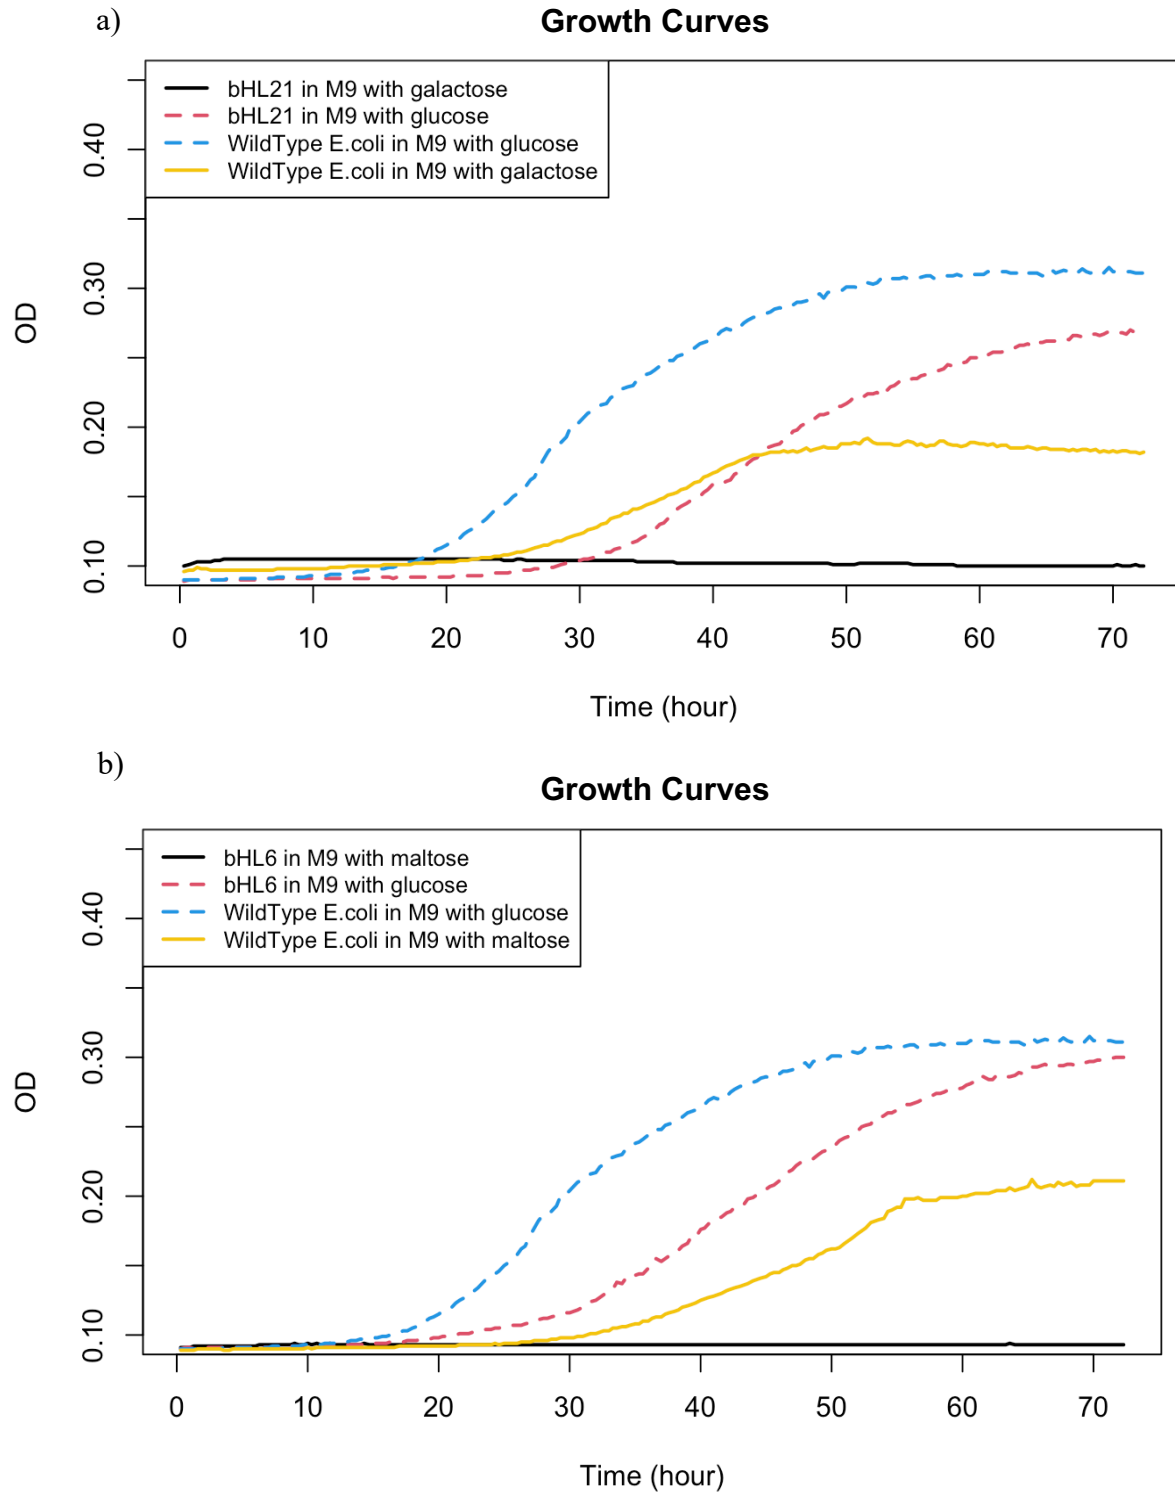 a)
Growth Curves
bHL21 in M9 with galactose
bHL21 in M9 with glucose
WildType E.coli in M9 with glucose
WildType E.coli in M9 with galactose
0.40
0.30
0.20
0.10
OD
0 10 20 30 40 50 60 70
Time (hour)
b)
Growth Curves
bHL6 in M9 with maltose
bHL6 in M9 with glucose
WildType E.coli in M9 with glucose
WildType E.coli in M9 with maltose
0.40
0.30
0.20
0.10
OD
0 10 20 30 40 50 60 70
Time (hour)